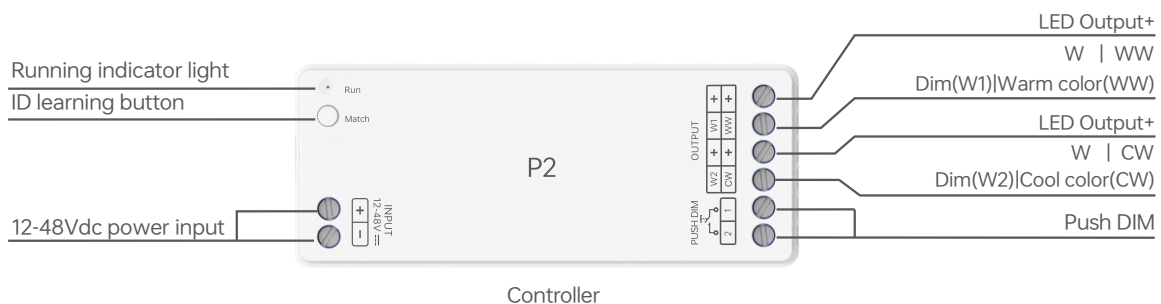 LED Output+
W | WW
Dim(W1)|Warm color(WW)
LED Output+
W | CW
Dim(W2)|Cool color(CW)
Push DIM
Running indicator light
ID learning button
12-48Vdc power input
Run
Match
P2
INPUT
12-48V
+
−
OUTPUT
+ +
W1 WW
+ +
W2 CW
PUSH DIM
1
2
Controller